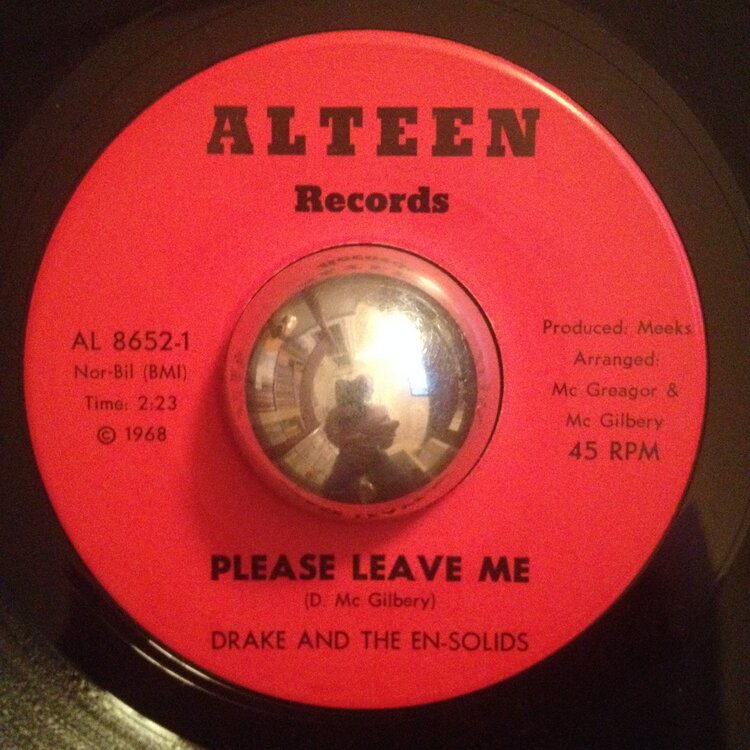 ALTEEN
Records
AL 8652-1
Nor-Bil (BMI)
Time: 2:23
© 1968
Produced: Meeks
Arranged:
Mc Greagor &
Mc Gilbery
45 RPM
PLEASE LEAVE ME
(D. Mc Gilbery)
DRAKE AND THE EN-SOLIDS